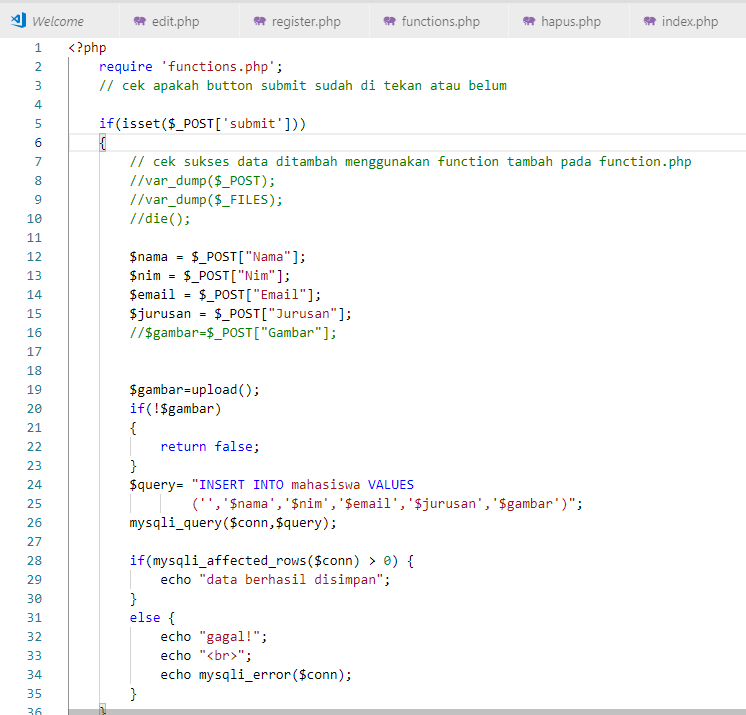 Welcome edit.php register.php functions.php hapus.php index.php
1 <?php
2 require 'functions.php';
3 // cek apakah button submit sudah di tekan atau belum
4
5 if(isset($_POST['submit']))
6 {
7 // cek sukses data ditambah menggunakan function tambah pada function.php
8 //var_dump($_POST);
9 //var_dump($_FILES);
10 //die();
11
12 $nama = $_POST["Nama"];
13 $nim = $_POST["Nim"];
14 $email = $_POST["Email"];
15 $jurusan = $_POST["Jurusan"];
16 //$gambar=$_POST["Gambar"];
17
18
19 $gambar=upload();
20 if(!$gambar)
21 {
22 return false;
23 }
24 $query= "INSERT INTO mahasiswa VALUES
25 ('','$nama','$nim','$email','$jurusan','$gambar')";
26 mysqli_query($conn,$query);
27
28 if(mysqli_affected_rows($conn) > 0) {
29 echo "data berhasil disimpan";
30 }
31 else {
32 echo "gagal!";
33 echo "<br>";
34 echo mysqli_error($conn);
35 }
36 }